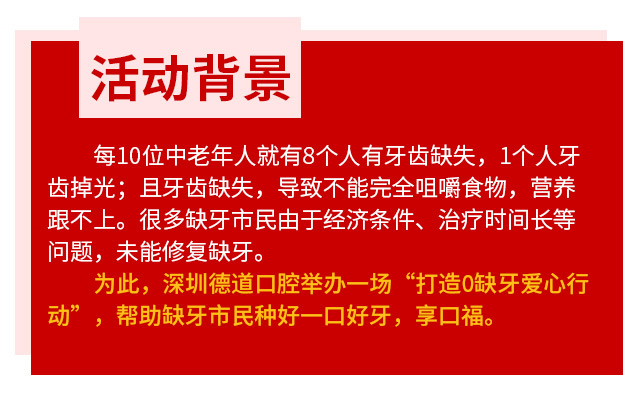 活动背景
每10位中老年人就有8个人有牙齿缺失，1个人牙
齿掉光；且牙齿缺失，导致不能完全咀嚼食物，营养
跟不上。很多缺牙市民由于经济条件、治疗时间长等
问题，未能修复缺牙。
为此，深圳德道口腔举办一场“打造0缺牙爱心行
动”，帮助缺牙市民种好一口好牙，享口福。